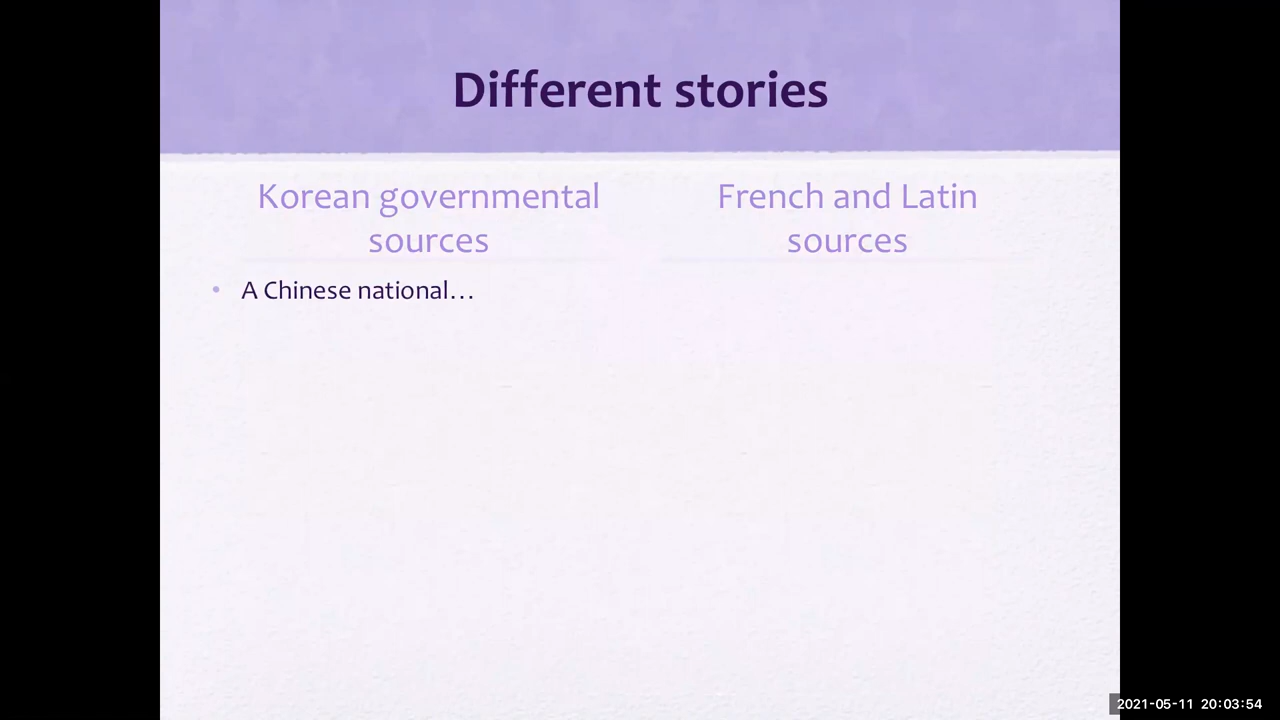 Different stories
Korean governmental
sources
French and Latin
sources
• A Chinese national…
2021-05-11 20:03:54